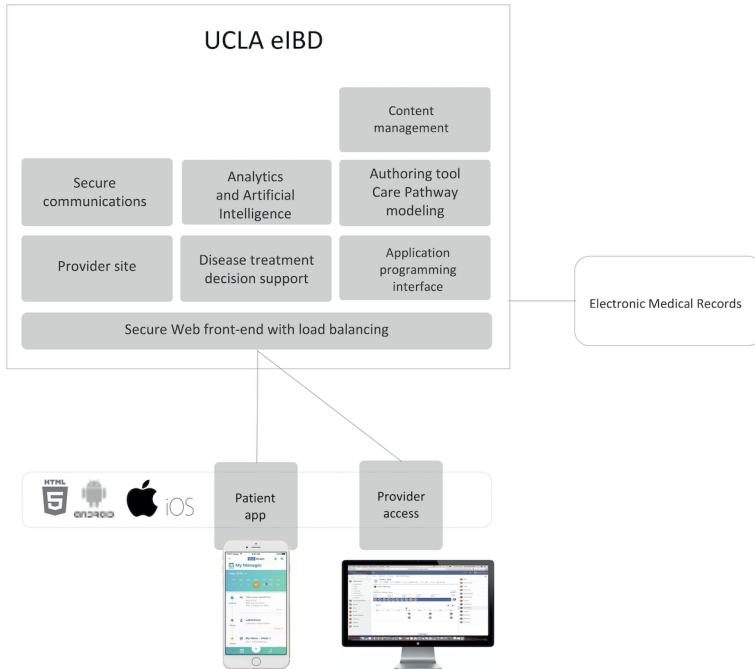 UCLA eIBD
Content
management
Secure
communications
Analytics
and Artificial
Intelligence
Authoring tool
Care Pathway
modeling
Provider site
Disease treatment
decision support
Application
programming
interface
Secure Web front-end with load balancing
Electronic Medical Records
HTML
5
ANDROID
iOS
Patient
app
Provider
access
My Manager